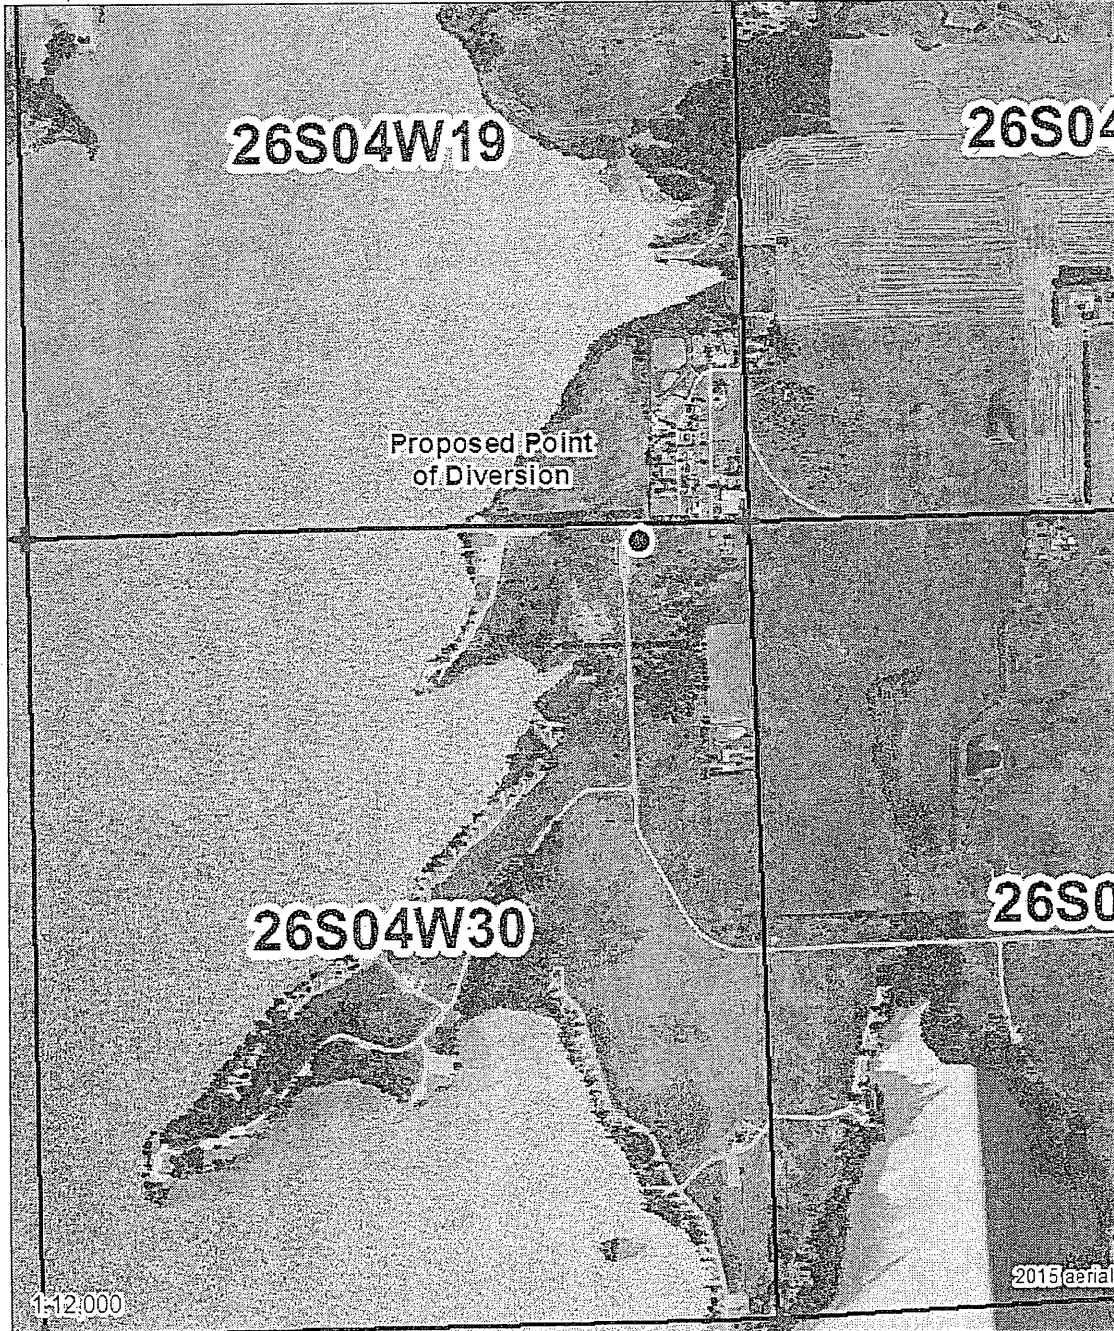 26S04W19
26S04
Proposed Point
of Diversion
26S04W30
26S0
1:12,000
2015 aerial